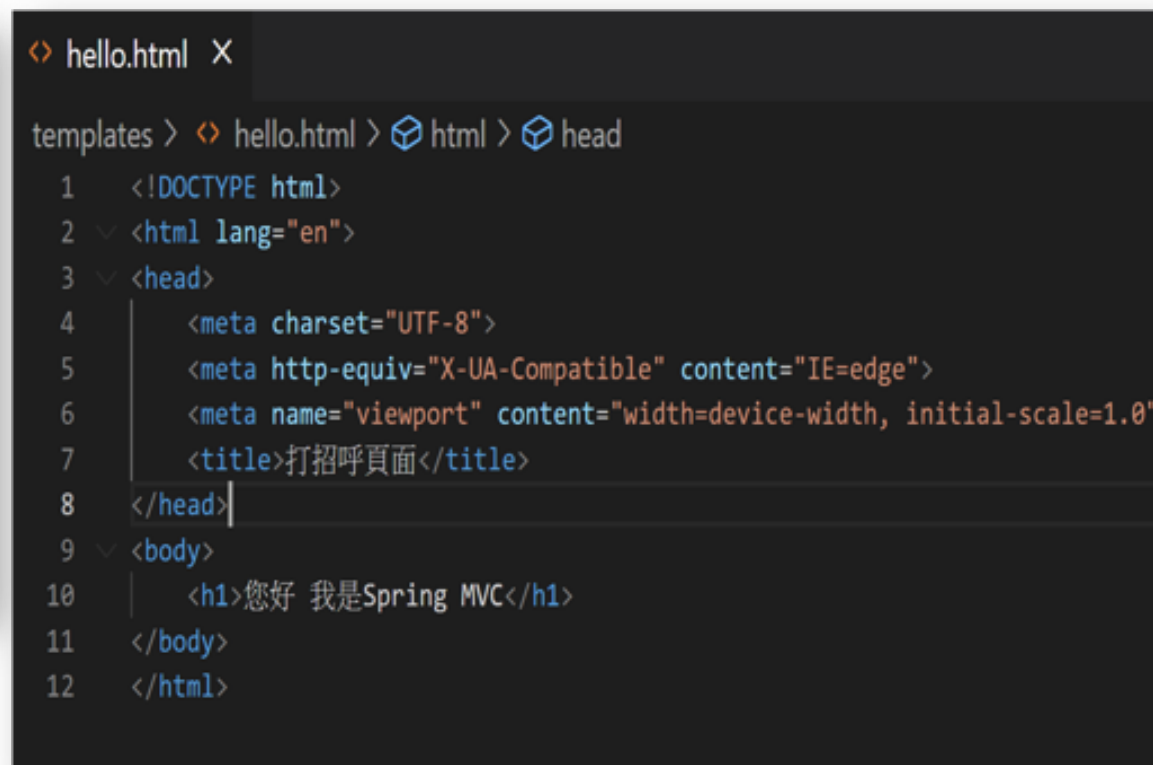 hello.html X
templates > hello.html > html > head
1 <!DOCTYPE html>
2 <html lang="en">
3 <head>
4 <meta charset="UTF-8">
5 <meta http-equiv="X-UA-Compatible" content="IE=edge">
6 <meta name="viewport" content="width=device-width, initial-scale=1.0"
7 <title>打招呼頁面</title>
8 </head>
9 <body>
10 <h1>您好 我是Spring MVC</h1>
11 </body>
12 </html>